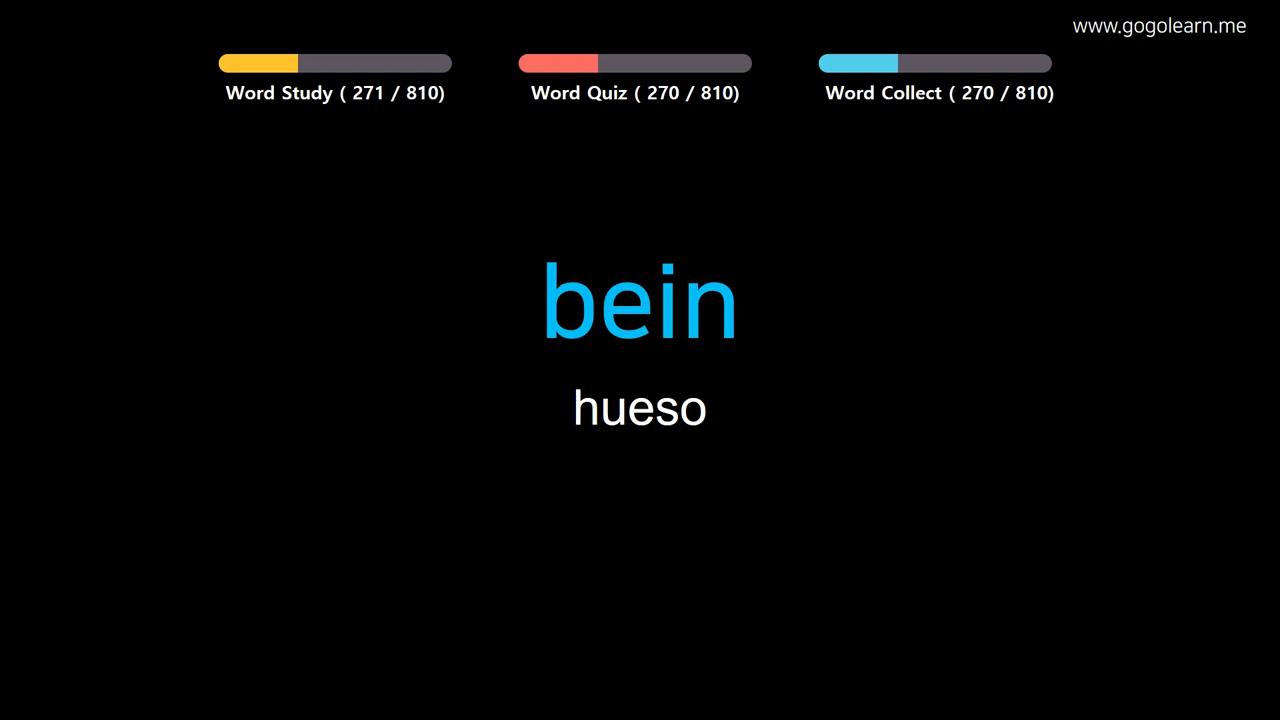 www.gogolearn.me
Word Study ( 271 / 810)
Word Quiz ( 270 / 810)
Word Collect ( 270 / 810)
bein
hueso